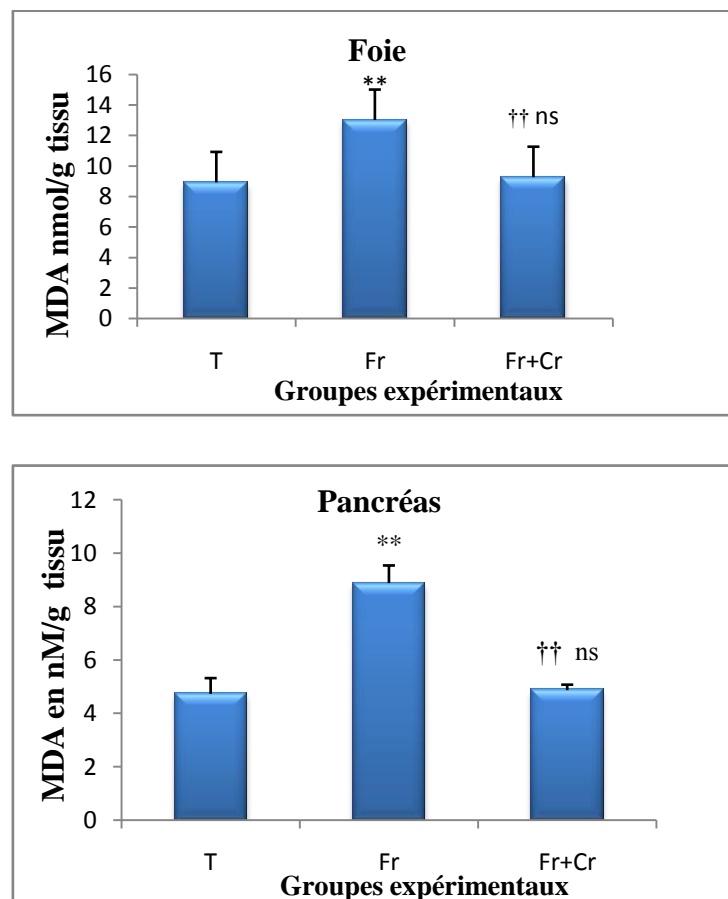 Foie
**
†† ns
MDA nmol/g tissu
16
14
12
10
8
6
4
2
0
T Fr Fr+Cr
Groupes expérimentaux
Pancréas
**
†† ns
MDA en nM/g tissu
12
10
8
6
4
2
0
T Fr Fr+Cr
Groupes expérimentaux